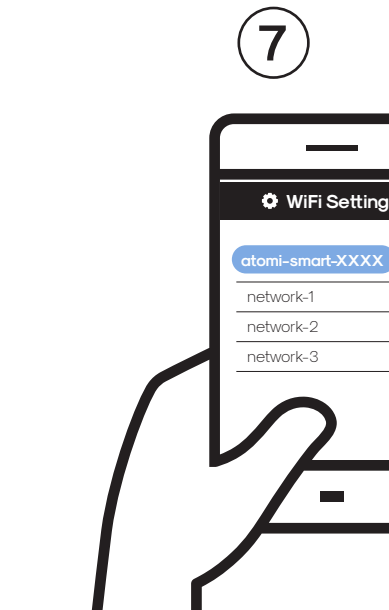 7
WiFi Setting
atomi-smart-XXXX
network-1
network-2
network-3